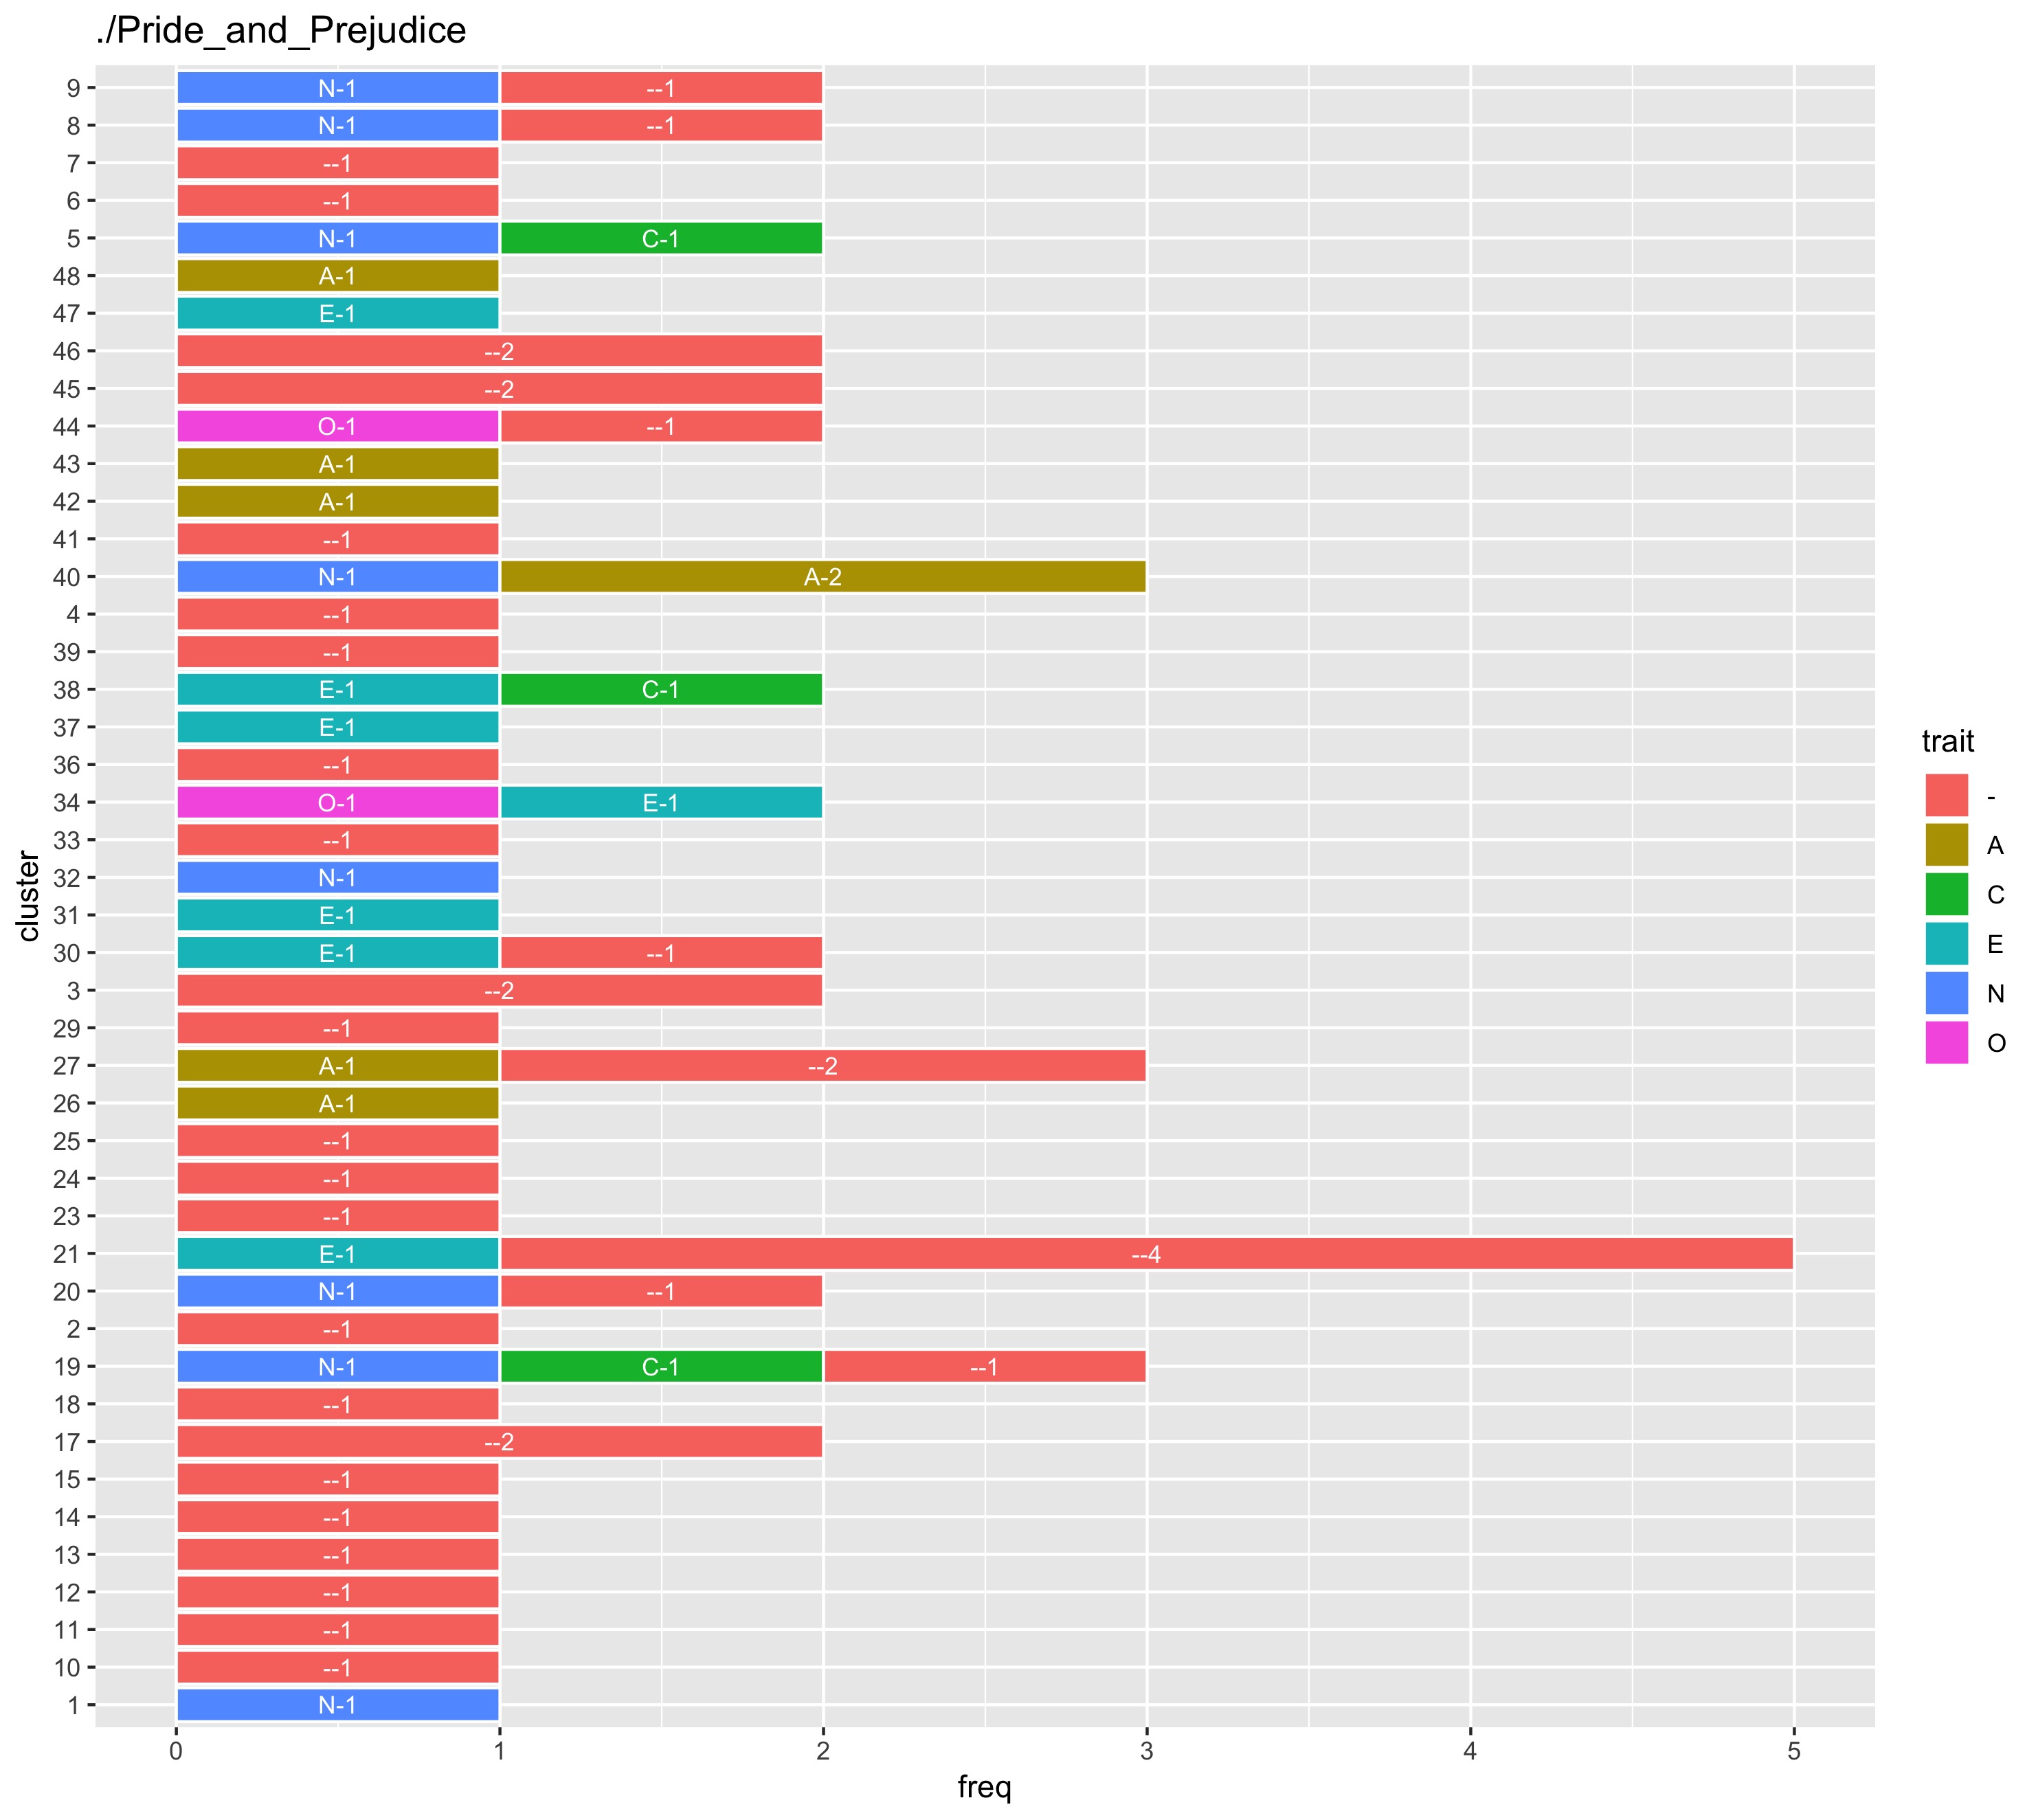 ./Pride_and_Prejudice
9 N-1 --1
8 N-1 --1
7 --1
6 --1
5 N-1 C-1
48 A-1
47 E-1
46 --2
45 --2
44 O-1 --1
43 A-1
42 A-1
41 --1
40 N-1 A-2
4 --1
39 --1
38 E-1 C-1
37 E-1
36 --1
34 O-1 E-1
33 --1
32 N-1
31 E-1
30 E-1 --1
3 --2
29 --1
27 A-1 --2
26 A-1
25 --1
24 --1
23 --1
21 E-1 --4
20 N-1 --1
2 --1
19 N-1 C-1 --1
18 --1
17 --2
15 --1
14 --1
13 --1
12 --1
11 --1
10 --1
1 N-1
0 1 2 3 4 5
freq
cluster
trait
-
A
C
E
N
O